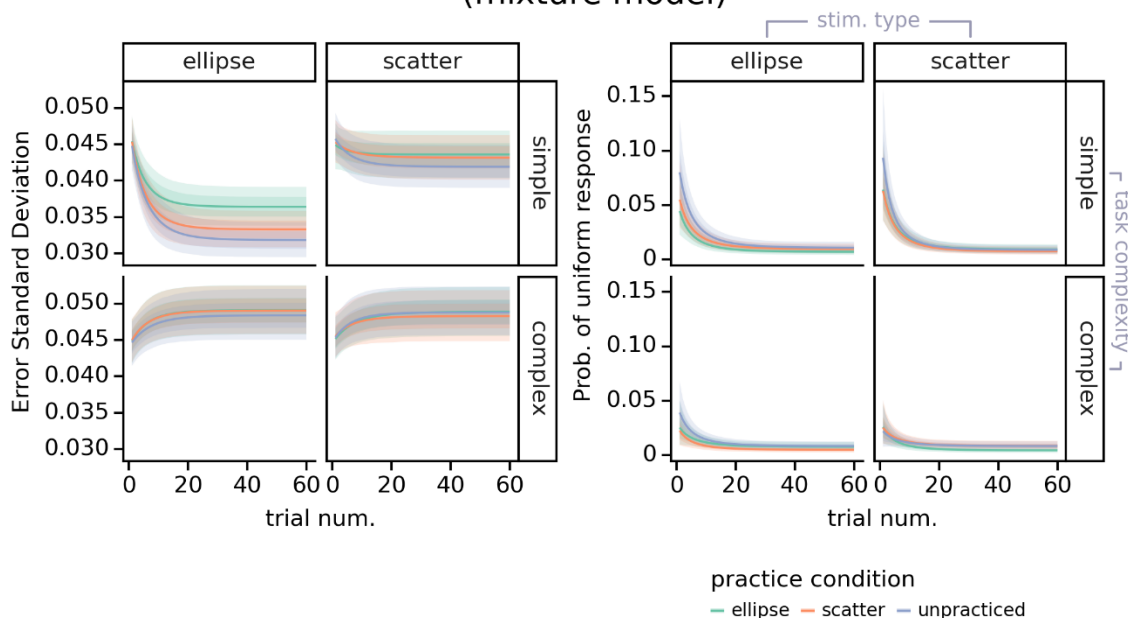 (mixture model)
stim. type
ellipse
scatter
ellipse
scatter
Error Standard Deviation
0.050
0.045
0.040
0.035
0.030
simple
0.050
0.045
0.040
0.035
0.030
complex
0
20
40
60
0
20
40
60
trial num.
trial num.
Prob. of uniform response
0.15
0.10
0.05
0
simple
0.15
0.10
0.05
0
complex
task complexity
0
20
40
60
0
20
40
60
trial num.
trial num.
practice condition
ellipse scatter unpracticed